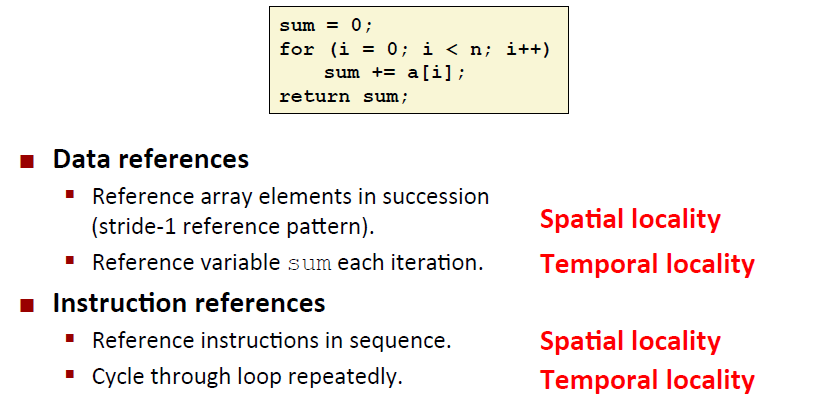 sum = 0;
for (i = 0; i < n; i++)
    sum += a[i];
return sum;
■ Data references
▪ Reference array elements in succession
(stride-1 reference pattern).
Spatial locality
▪ Reference variable sum each iteration.
Temporal locality
■ Instruction references
▪ Reference instructions in sequence.
Spatial locality
▪ Cycle through loop repeatedly.
Temporal locality